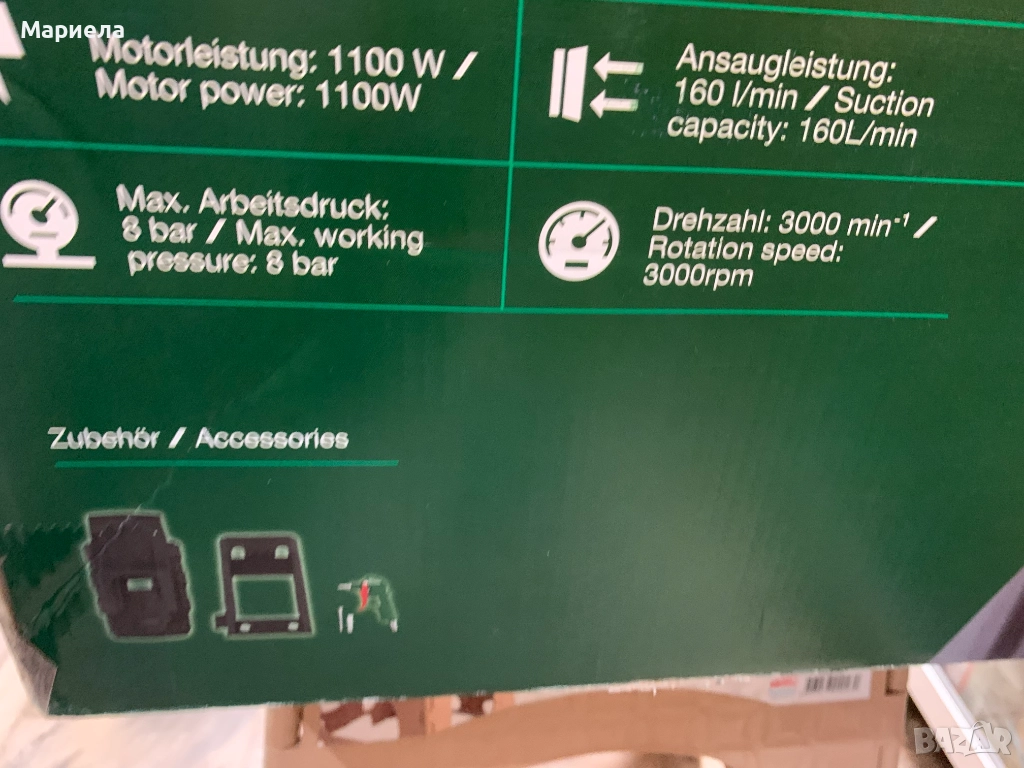 Мариела
Motorleistung: 1100 W /
Motor power: 1100W
Ansaugleistung:
160 l/min / Suction
capacity: 160L/min
Max. Arbeitsdruck:
8 bar / Max. working
pressure: 8 bar
Drehzahl: 3000 min⁻¹ /
Rotation speed:
3000rpm
Zubehör / Accessories
BAZAR